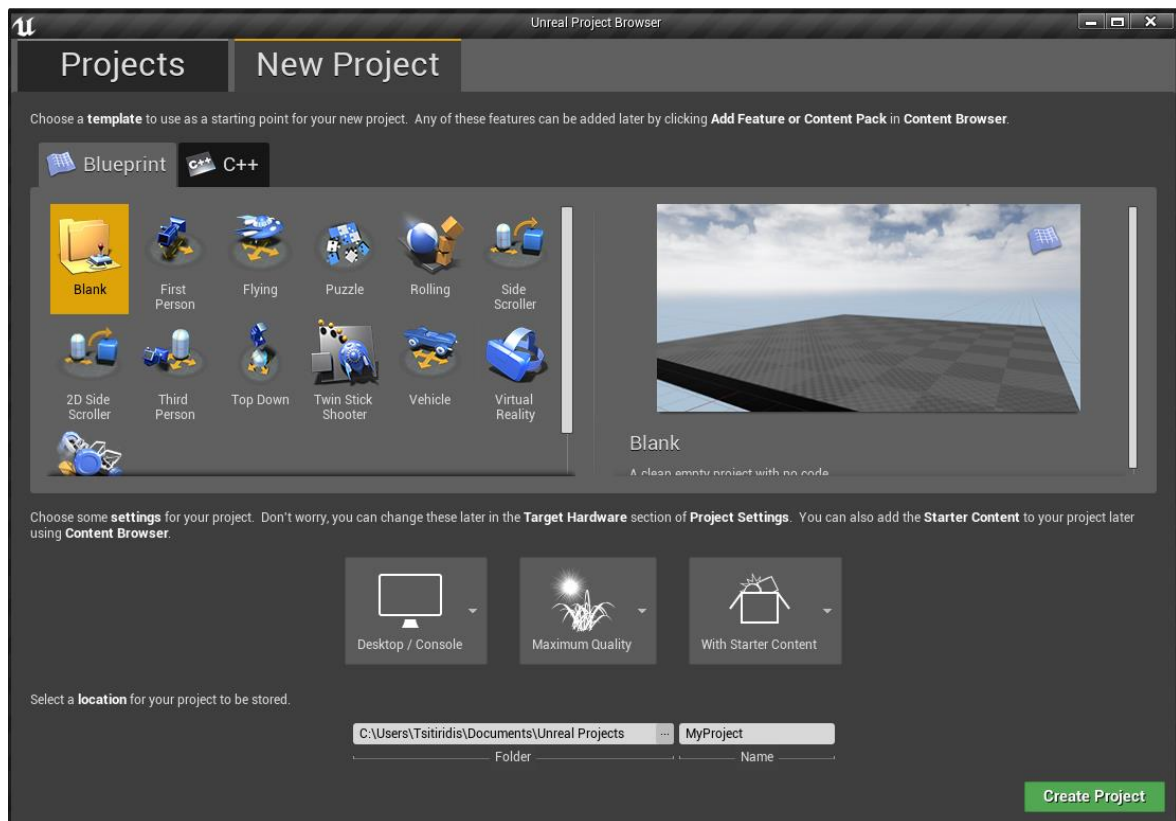 Unreal Project Browser
Projects
New Project
Choose a template to use as a starting point for your new project. Any of these features can be added later by clicking Add Feature or Content Pack in Content Browser.
Blueprint
C++
C++
Blank
First
Person
Flying
Puzzle
Rolling
Side
Scroller
2D Side
Scroller
Third
Person
Top Down
Twin Stick
Shooter
Vehicle
Virtual
Reality
Blank
A clean empty project with no code
Choose some settings for your project. Don't worry, you can change these later in the Target Hardware section of Project Settings. You can also add the Starter Content to your project later
using Content Browser.
Desktop / Console
Maximum Quality
With Starter Content
Select a location for your project to be stored.
C:\Users\Tsitiridis\Documents\Unreal Projects
...
MyProject
Folder
Name
Create Project